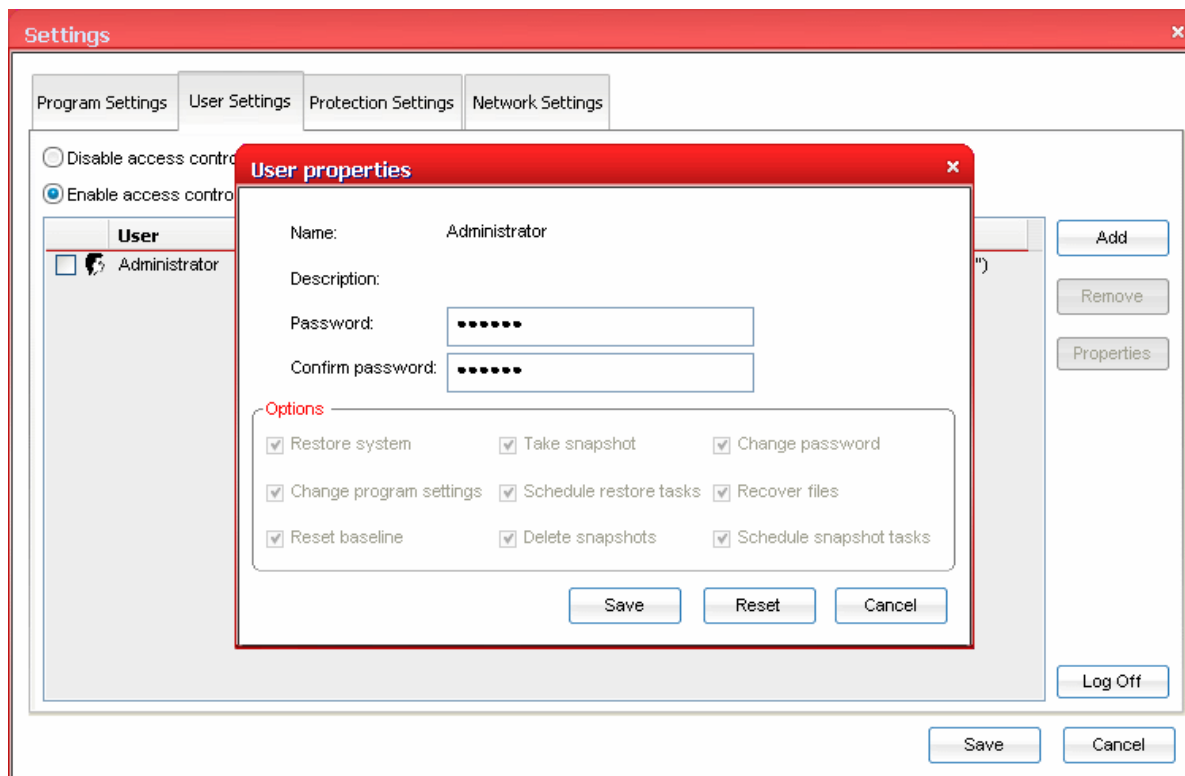 Settings
Program Settings User Settings Protection Settings Network Settings
Disable access contro
Enable access contro
User
Administrator ")
Add
Remove
Properties
User properties
Name: Administrator
Description:
Password: ••••••
Confirm password: ••••••
Options
Restore system Take snapshot Change password
Change program settings Schedule restore tasks Recover files
Reset baseline Delete snapshots Schedule snapshot tasks
Save Reset Cancel
Log Off
Save Cancel